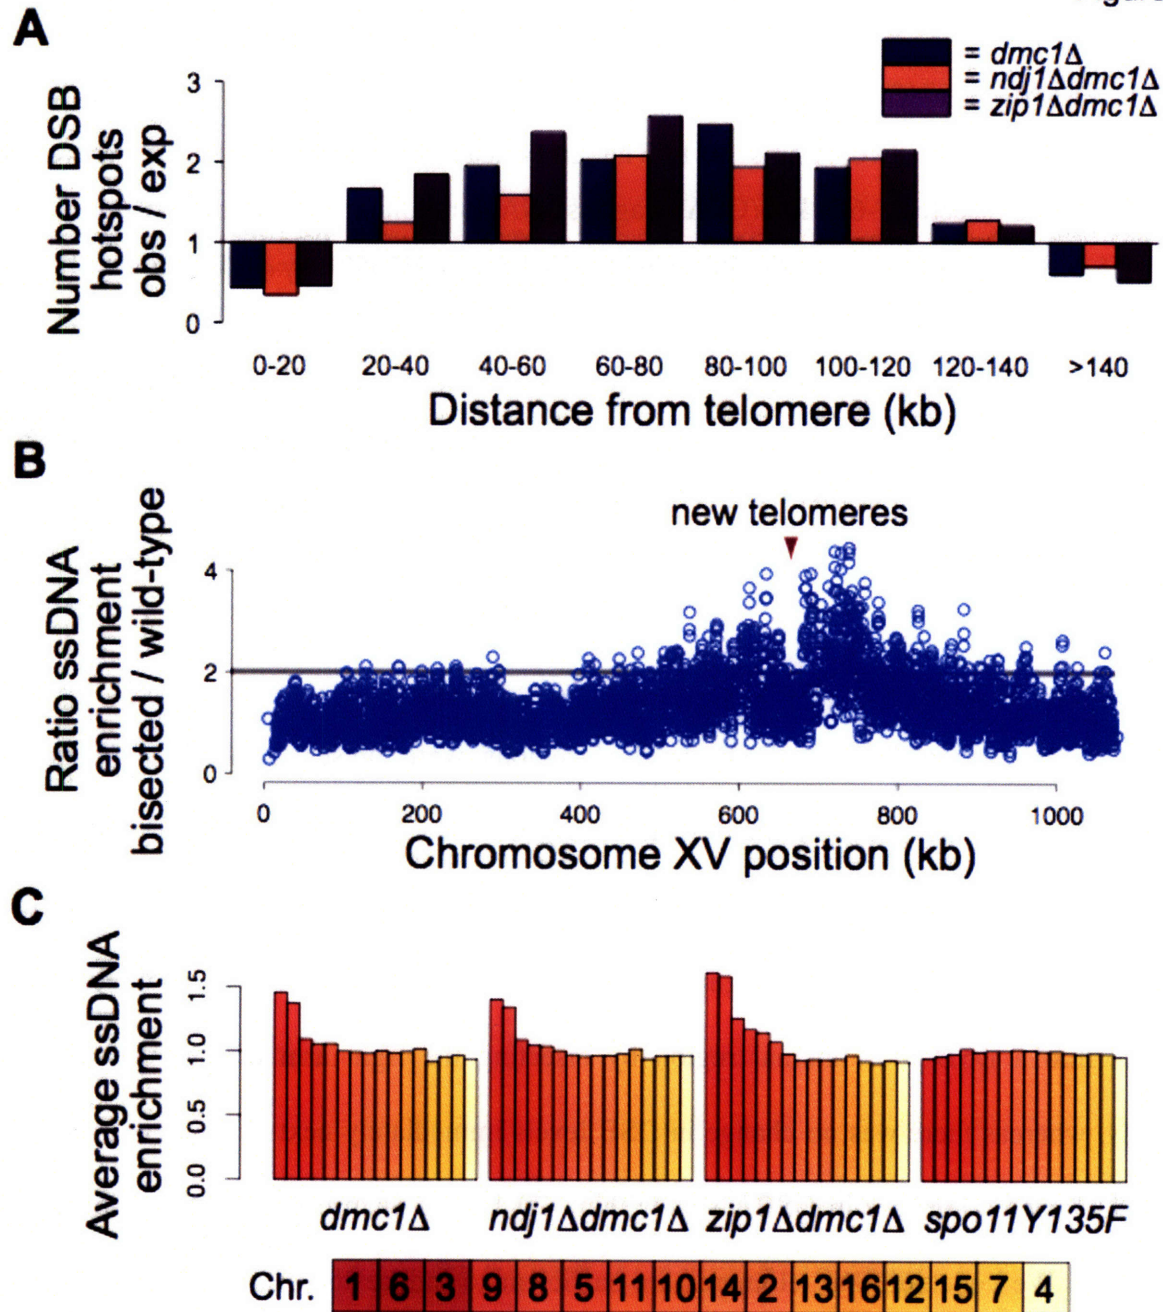 A
= dmc1Δ
= ndj1Δdmc1Δ
= zip1Δdmc1Δ
Number DSB
hotspots
obs / exp
3
2
1
0
0-20 20-40 40-60 60-80 80-100 100-120 120-140 >140
Distance from telomere (kb)
B
new telomeres
Ratio ssDNA
enrichment
bisected / wild-type
4
2
0
0 200 400 600 800 1000
Chromosome XV position (kb)
C
Average ssDNA
enrichment
1.5
1.0
0.5
0.0
dmc1Δ ndj1Δdmc1Δ zip1Δdmc1Δ spo11Y135F
Chr. 1 6 3 9 8 5 11 10 14 2 13 16 12 15 7 4